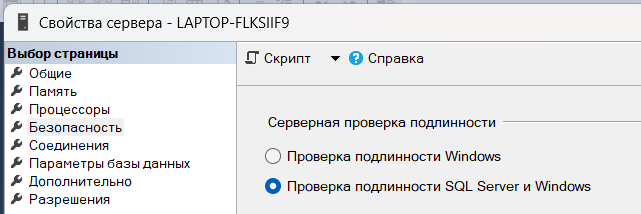 Свойства сервера - LAPTOP-FLKSIIF9
Выбор страницы
Общие
Память
Процессоры
Безопасность
Соединения
Параметры базы данных
Дополнительно
Разрешения
Скрипт
Справка
Серверная проверка подлинности
Проверка подлинности Windows
Проверка подлинности SQL Server и Windows